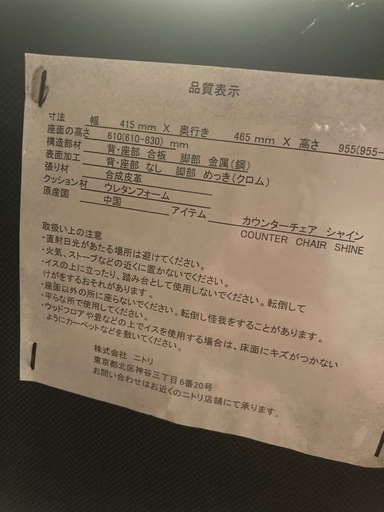 品質表示
寸法 幅 415 mm X 奥行き 465 mm X 高さ 955(955-
座面の高さ 610(610-830) mm
構造部材 背・座部 合板 脚部 金属(鋼)
表面加工 背・座部 なし 脚部 めっき(クロム)
張り材 合成皮革
クッション材 ウレタンフォーム
原産国 中国 アイテム カウンターチェア シャイン
COUNTER CHAIR SHINE
取扱い上の注意
・直射日光があたる場所は避けてください。
・火気、ストーブなどの近くに置かないでください。
・イスの上に立ったり、踏み台として使用しないでください。転倒して
けがをするおそれがあります。
・座面以外の所に座らないでください。転倒し怪我をすることがあります。
・平らな所で使用してください。
・ウッドフロアや畳などの上でイスを使用する場合は、床面にキズがつかない
ようにカーペットなどを敷いてください。
株式会社 ニトリ
東京都北区神谷三丁目6番20号
お問い合わせはお近くのニトリ店舗にて承ります。